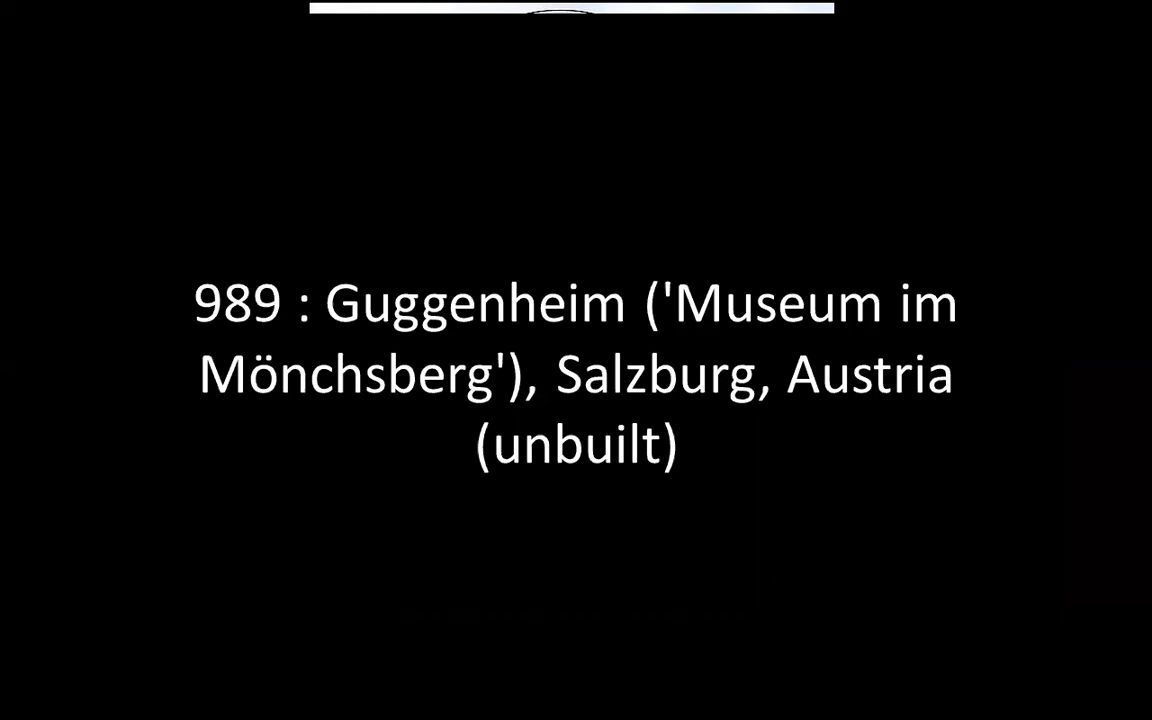 989 : Guggenheim ('Museum im
Mönchsberg'), Salzburg, Austria
(unbuilt)